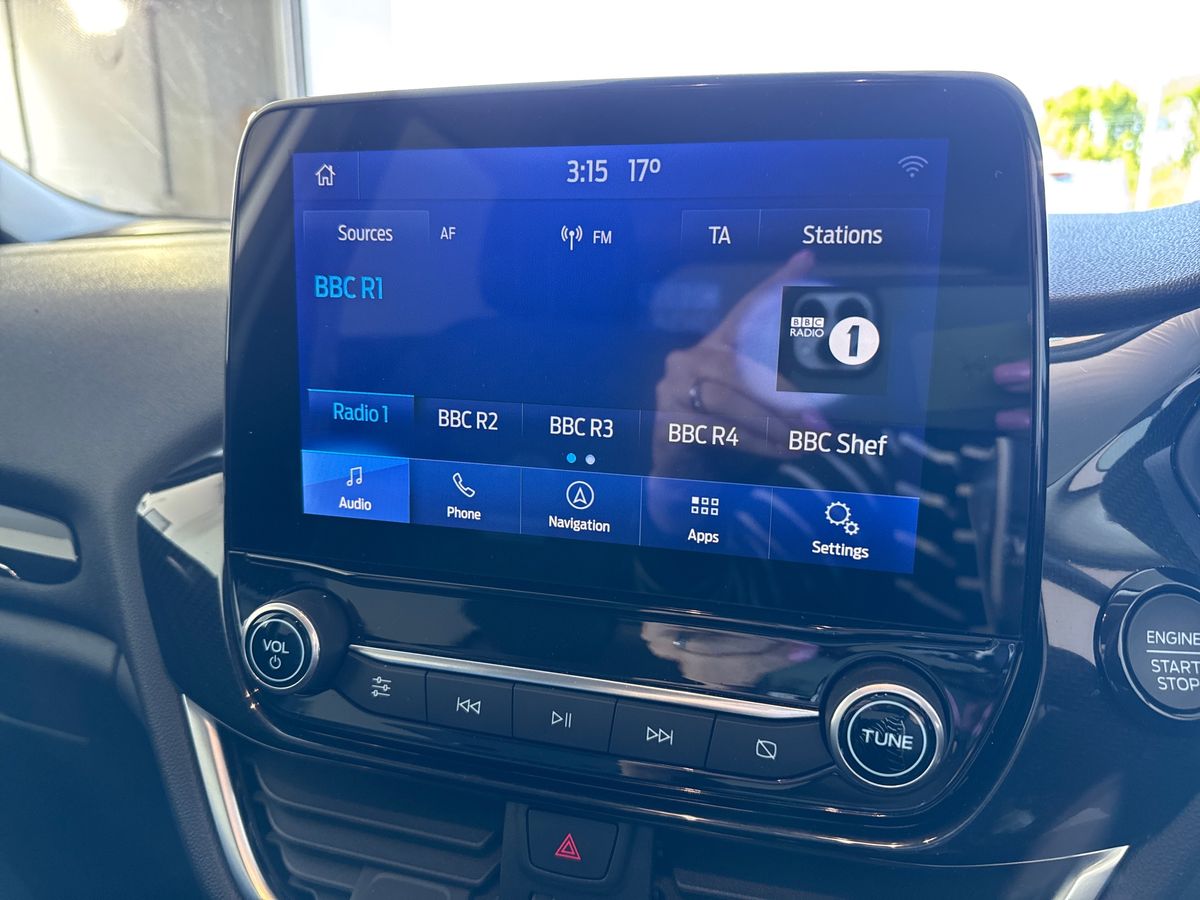 3:15 17°
Sources AF FM TA Stations
BBC R1
BBC
RADIO 1
Radio 1 BBC R2 BBC R3 BBC R4 BBC Shef
Audio Phone Navigation Apps Settings
VOL
TUNE
ENGINE
START
STOP